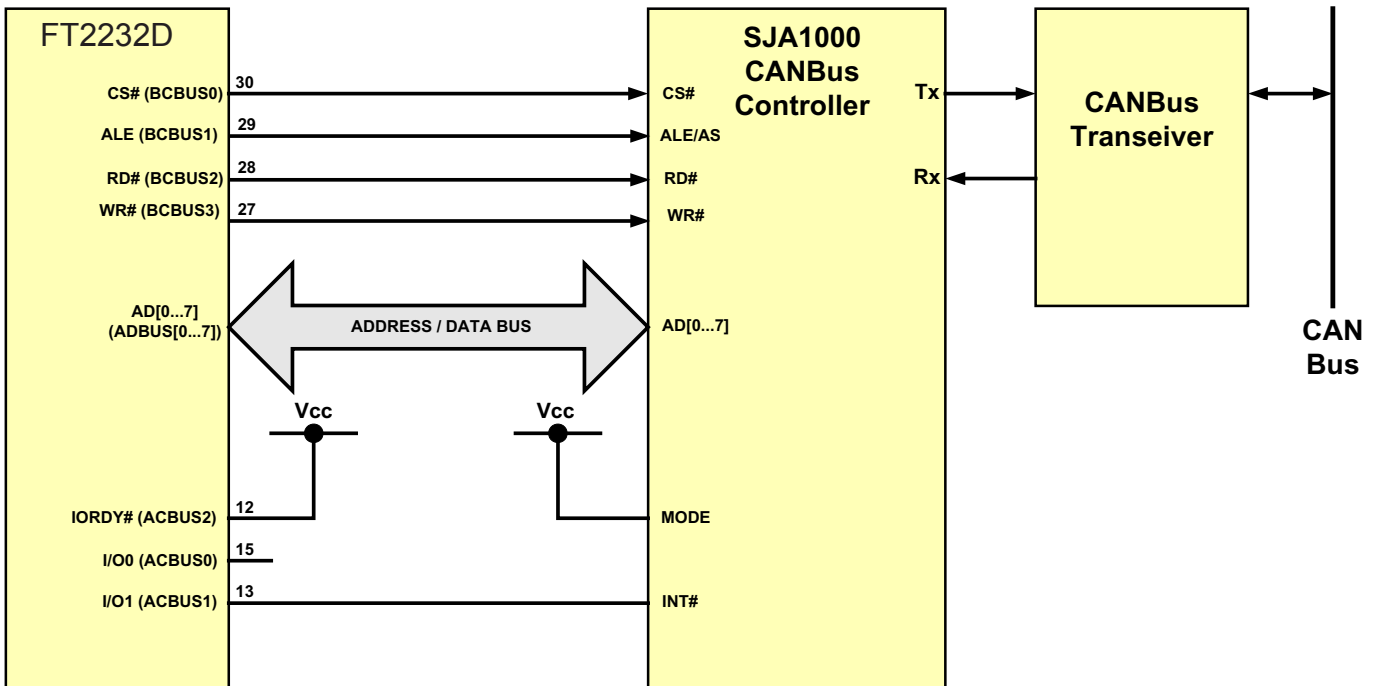 FT2232D
CS# (BCBUS0)
30
ALE (BCBUS1)
29
RD# (BCBUS2)
28
WR# (BCBUS3)
27
AD[0...7]
(ADBUS[0...7])
ADDRESS / DATA BUS
Vcc
Vcc
IORDY# (ACBUS2)
12
I/O0 (ACBUS0)
15
I/O1 (ACBUS1)
13
SJA1000
CANBus
Controller
CS#
ALE/AS
RD#
WR#
AD[0...7]
MODE
INT#
Tx
Rx
CANBus
Transeiver
CAN
Bus